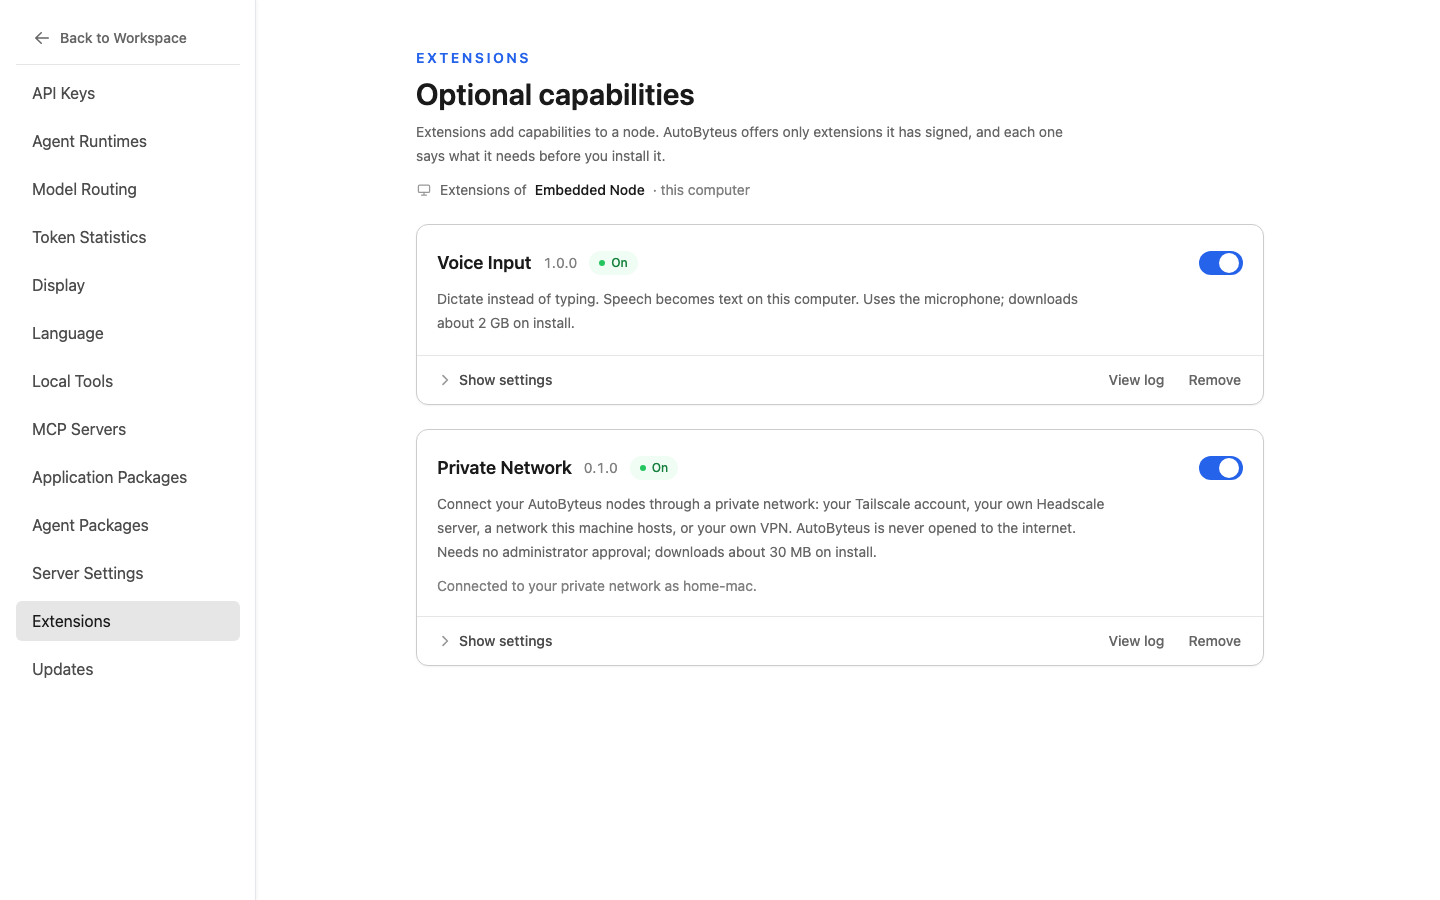 Back to Workspace
API Keys
Agent Runtimes
Model Routing
Token Statistics
Display
Language
Local Tools
MCP Servers
Application Packages
Agent Packages
Server Settings
Extensions
Updates
EXTENSIONS
Optional capabilities
Extensions add capabilities to a node. AutoByteus offers only extensions it has signed, and each one
says what it needs before you install it.
Extensions of Embedded Node · this computer
Voice Input 1.0.0 On
Dictate instead of typing. Speech becomes text on this computer. Uses the microphone; downloads
about 2 GB on install.
Show settings View log Remove
Private Network 0.1.0 On
Connect your AutoByteus nodes through a private network: your Tailscale account, your own Headscale
server, a network this machine hosts, or your own VPN. AutoByteus is never opened to the internet.
Needs no administrator approval; downloads about 30 MB on install.
Connected to your private network as home-mac.
Show settings View log Remove